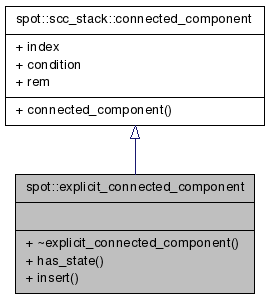 spot::scc_stack::connected_component
+ index
+ condition
+ rem
+ connected_component()
spot::explicit_connected_component
+ ~explicit_connected_component()
+ has_state()
+ insert()